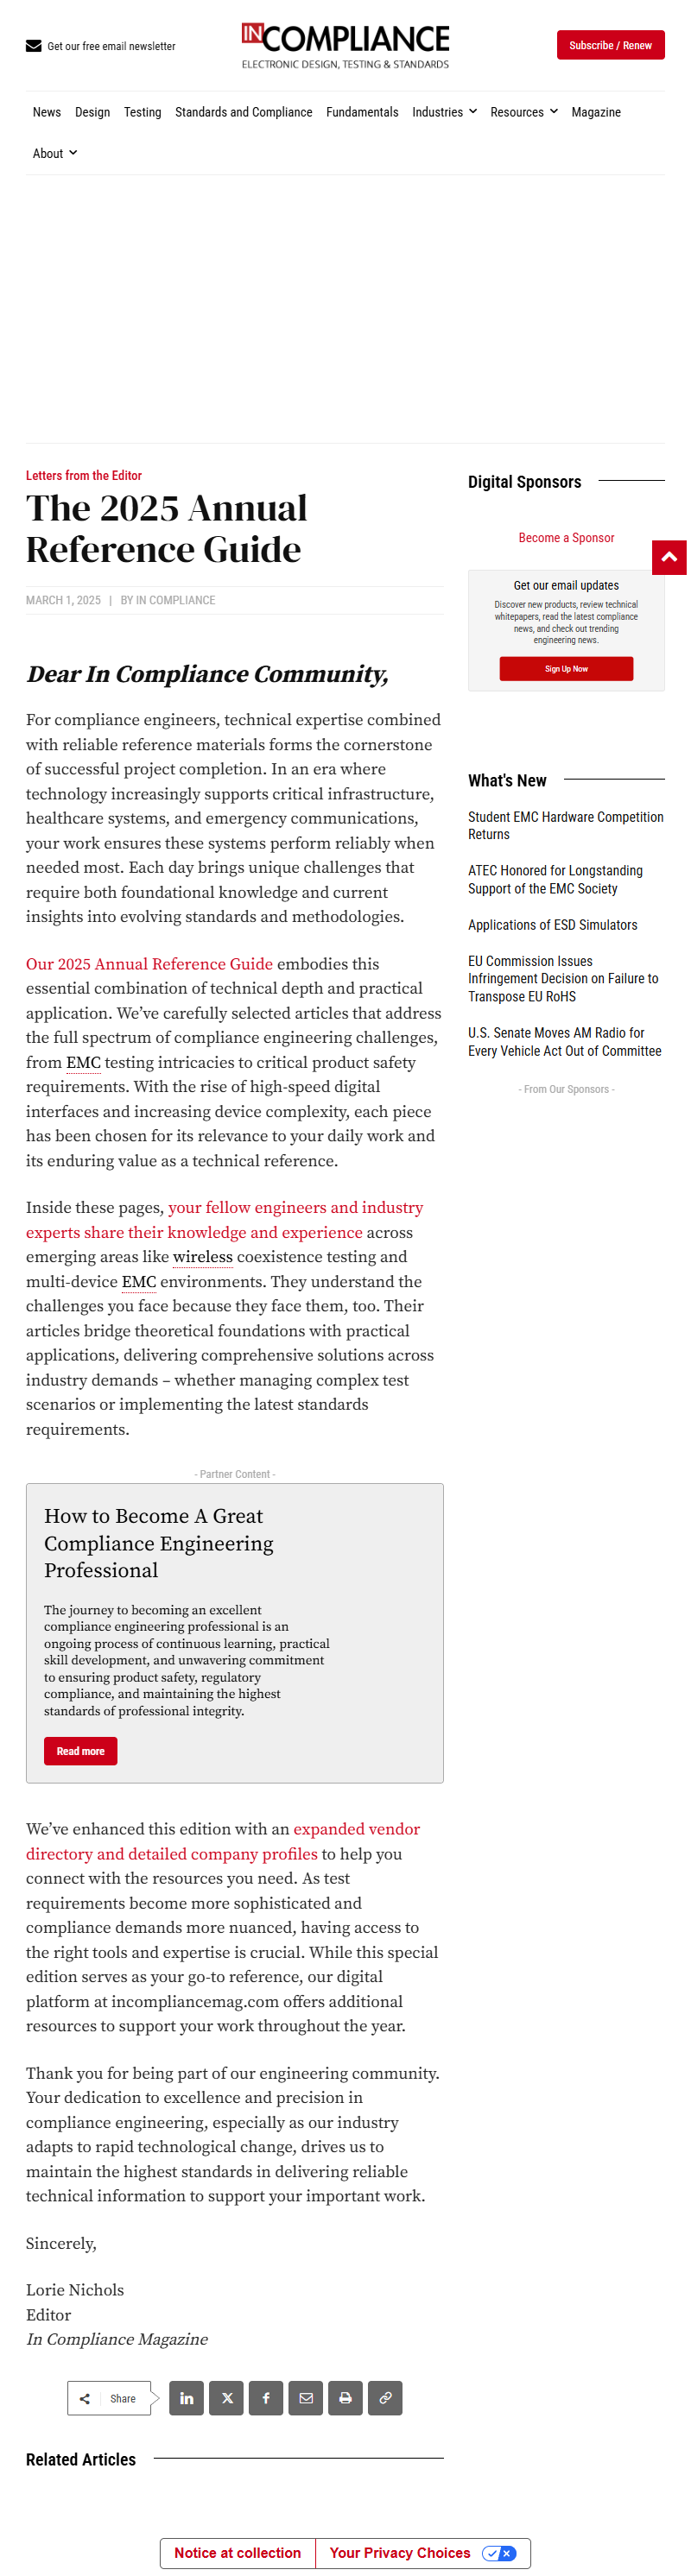 Get our free email newsletter
INCOMPLIANCE
ELECTRONIC DESIGN, TESTING & STANDARDS
Subscribe / Renew
News Design Testing Standards and Compliance Fundamentals Industries Resources Magazine
About
Letters from the Editor
The 2025 Annual
Reference Guide
MARCH 1, 2025 | BY IN COMPLIANCE
Dear In Compliance Community,
For compliance engineers, technical expertise combined
with reliable reference materials forms the cornerstone
of successful project completion. In an era where
technology increasingly supports critical infrastructure,
healthcare systems, and emergency communications,
your work ensures these systems perform reliably when
needed most. Each day brings unique challenges that
require both foundational knowledge and current
insights into evolving standards and methodologies.
Our 2025 Annual Reference Guide embodies this
essential combination of technical depth and practical
application. We’ve carefully selected articles that address
the full spectrum of compliance engineering challenges,
from EMC testing intricacies to critical product safety
requirements. With the rise of high-speed digital
interfaces and increasing device complexity, each piece
has been chosen for its relevance to your daily work and
its enduring value as a technical reference.
Inside these pages, your fellow engineers and industry
experts share their knowledge and experience across
emerging areas like wireless coexistence testing and
multi-device EMC environments. They understand the
challenges you face because they face them, too. Their
articles bridge theoretical foundations with practical
applications, delivering comprehensive solutions across
industry demands – whether managing complex test
scenarios or implementing the latest standards
requirements.
- Partner Content -
How to Become A Great
Compliance Engineering
Professional
The journey to becoming an excellent
compliance engineering professional is an
ongoing process of continuous learning, practical
skill development, and unwavering commitment
to ensuring product safety, regulatory
compliance, and maintaining the highest
standards of professional integrity.
Read more
We’ve enhanced this edition with an expanded vendor
directory and detailed company profiles to help you
connect with the resources you need. As test
requirements become more sophisticated and
compliance demands more nuanced, having access to
the right tools and expertise is crucial. While this special
edition serves as your go-to reference, our digital
platform at incompliancemag.com offers additional
resources to support your work throughout the year.
Thank you for being part of our engineering community.
Your dedication to excellence and precision in
compliance engineering, especially as our industry
adapts to rapid technological change, drives us to
maintain the highest standards in delivering reliable
technical information to support your important work.
Sincerely,
Lorie Nichols
Editor
In Compliance Magazine
Share
Related Articles
Digital Sponsors
Become a Sponsor
Get our email updates
Discover new products, review technical
whitepapers, read the latest compliance
news, and check out trending
engineering news.
Sign Up Now
What's New
Student EMC Hardware Competition
Returns
ATEC Honored for Longstanding
Support of the EMC Society
Applications of ESD Simulators
EU Commission Issues
Infringement Decision on Failure to
Transpose EU RoHS
U.S. Senate Moves AM Radio for
Every Vehicle Act Out of Committee
- From Our Sponsors -
Notice at collection Your Privacy Choices